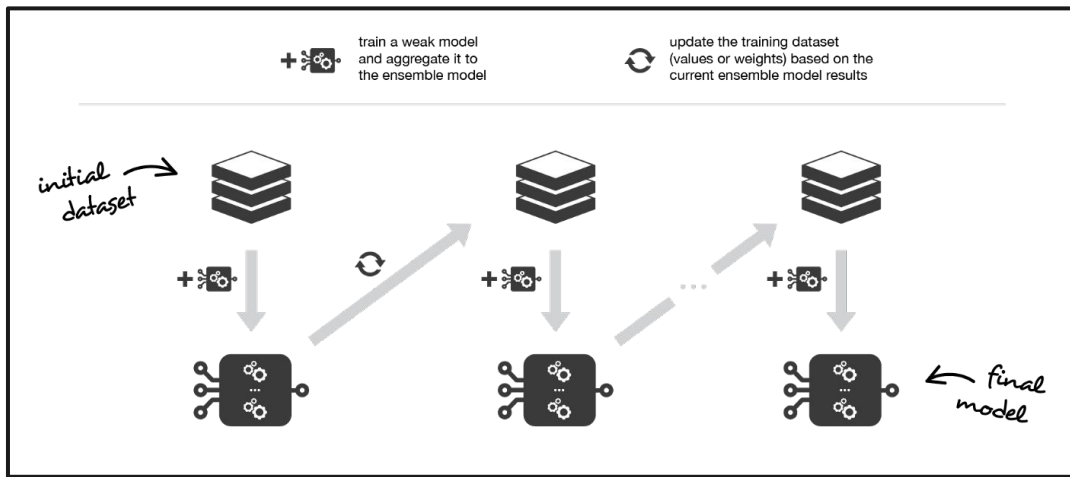 train a weak model
and aggregate it to
the ensemble model
update the training dataset
(values or weights) based on the
current ensemble model results
initial
dataset
final
model